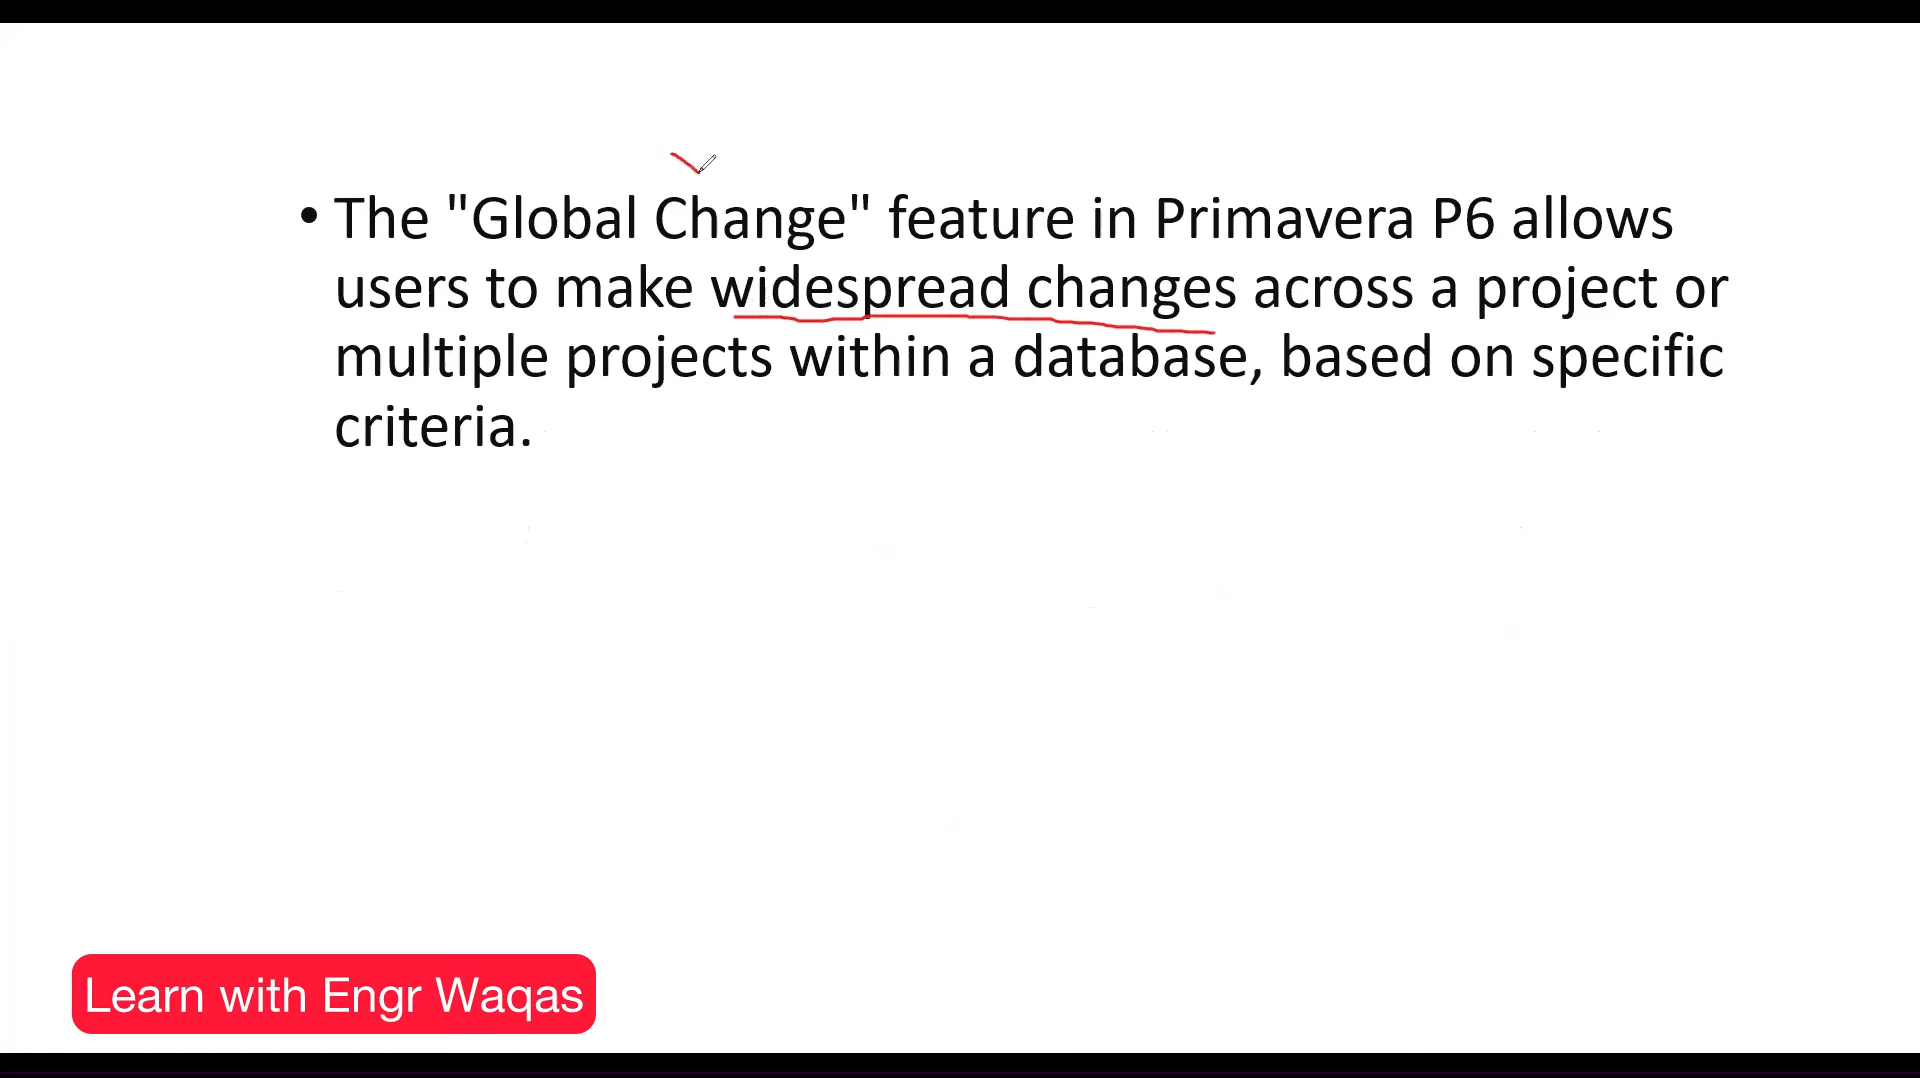 • The "Global Change" feature in Primavera P6 allows
users to make widespread changes across a project or
multiple projects within a database, based on specific
criteria.
Learn with Engr Waqas